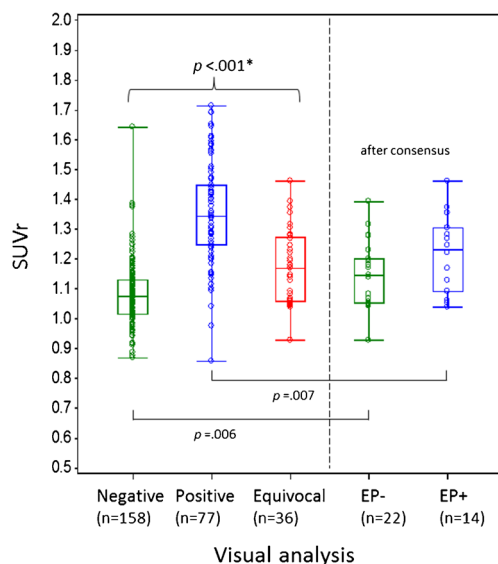 2.0
1.9
1.8
1.7
1.6
1.5
1.4
1.3
1.2
1.1
1.0
0.9
0.8
0.7
0.6
0.5
SUVr
p <.001*
after consensus
p =.007
p =.006
Negative Positive Equivocal EP- EP+
(n=158) (n=77) (n=36) (n=22) (n=14)
Visual analysis